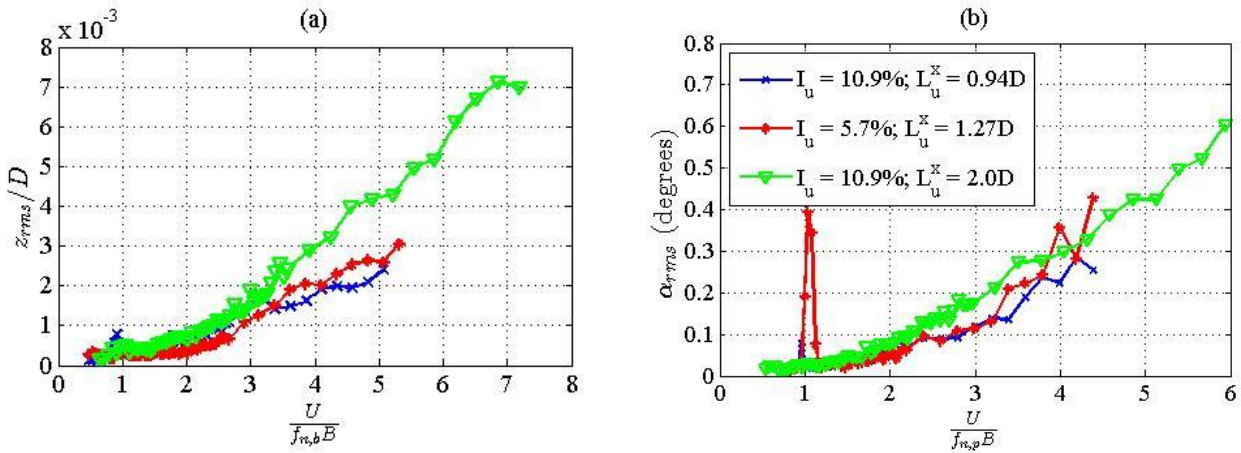 (a)
x 10^-3
8
7
6
5
4
3
2
1
0
z_rms/D
0 1 2 3 4 5 6 7 8
U
f_n,b B
(b)
0.8
0.7
0.6
0.5
0.4
0.3
0.2
0.1
0
α_rms (degrees)
I_u = 10.9%; L_u^x = 0.94D
I_u = 5.7%; L_u^x = 1.27D
I_u = 10.9%; L_u^x = 2.0D
0 1 2 3 4 5 6
U
f_n,p B